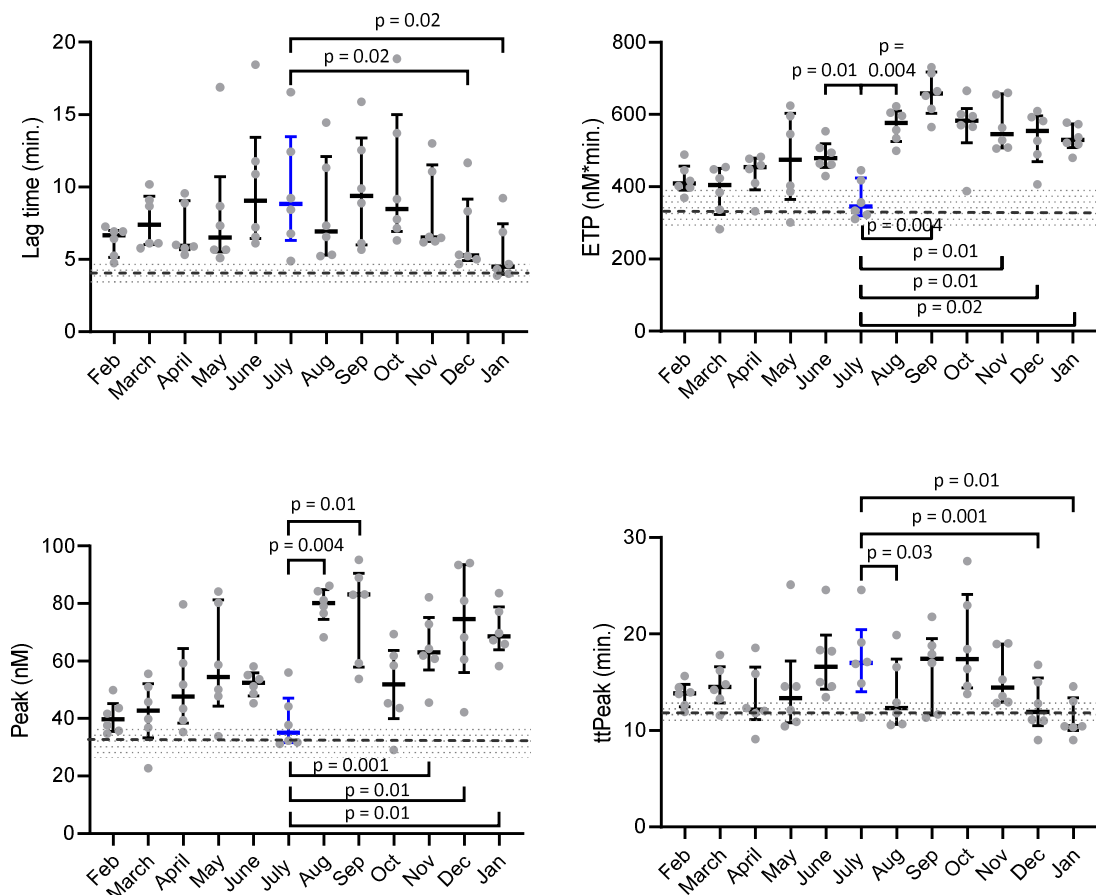 p = 0.02
p = 0.02
20
15
10
5
0
Lag time (min.)
Feb
March
April
May
June
July
Aug
Sep
Oct
Nov
Dec
Jan
p =
p = 0.01
0.004
800
600
400
200
0
ETP (nM*min.)
p = 0.004
p = 0.01
p = 0.01
p = 0.02
Feb
March
April
May
June
July
Aug
Sep
Oct
Nov
Dec
Jan
p = 0.01
p = 0.004
100
80
60
40
20
0
Peak (nM)
p = 0.001
p = 0.01
p = 0.01
Feb
March
April
May
June
July
Aug
Sep
Oct
Nov
Dec
Jan
p = 0.01
p = 0.001
p = 0.03
30
20
10
0
ttPeak (min.)
Feb
March
April
May
June
July
Aug
Sep
Oct
Nov
Dec
Jan